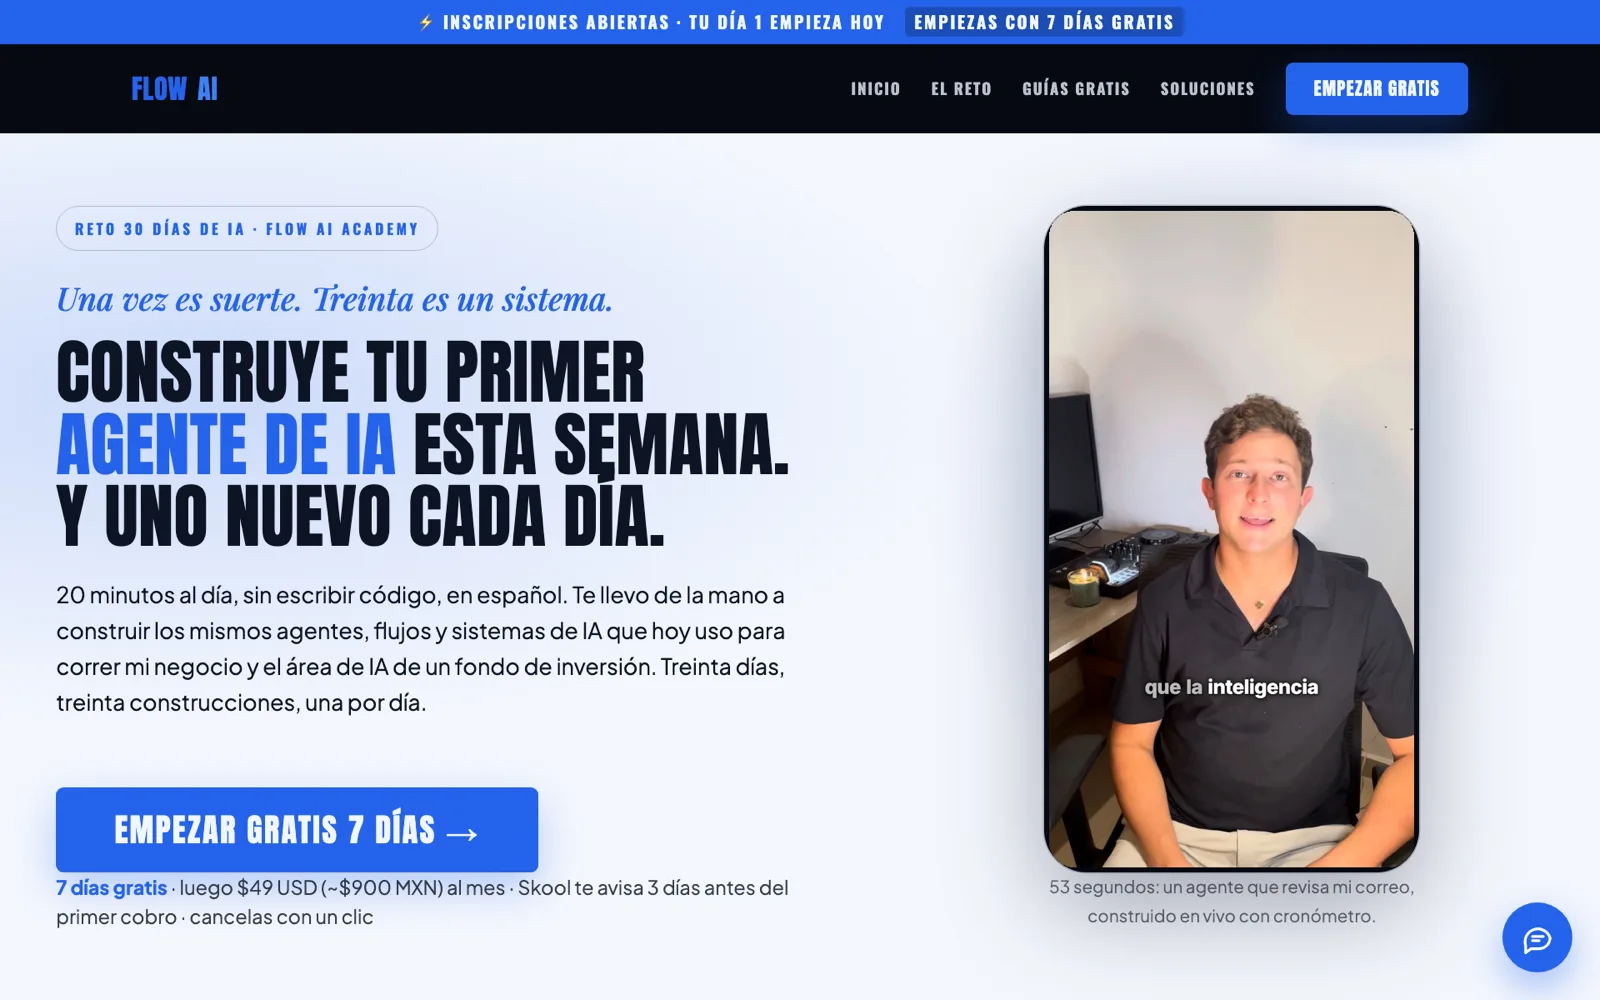 ⚡ INSCRIPCIONES ABIERTAS · TU DÍA 1 EMPIEZA HOY EMPIEZAS CON 7 DÍAS GRATIS
FLOW AI INICIO EL RETO GUÍAS GRATIS SOLUCIONES EMPEZAR GRATIS
RETO 30 DÍAS DE IA · FLOW AI ACADEMY
Una vez es suerte. Treinta es un sistema.
CONSTRUYE TU PRIMER
AGENTE DE IA ESTA SEMANA.
Y UNO NUEVO CADA DÍA.
20 minutos al día, sin escribir código, en español. Te llevo de la mano a
construir los mismos agentes, flujos y sistemas de IA que hoy uso para
correr mi negocio y el área de IA de un fondo de inversión. Treinta días,
treinta construcciones, una por día.
EMPEZAR GRATIS 7 DÍAS →
7 días gratis · luego $49 USD (~$900 MXN) al mes · Skool te avisa 3 días antes del
primer cobro · cancelas con un clic
que la inteligencia
53 segundos: un agente que revisa mi correo,
construido en vivo con cronómetro.